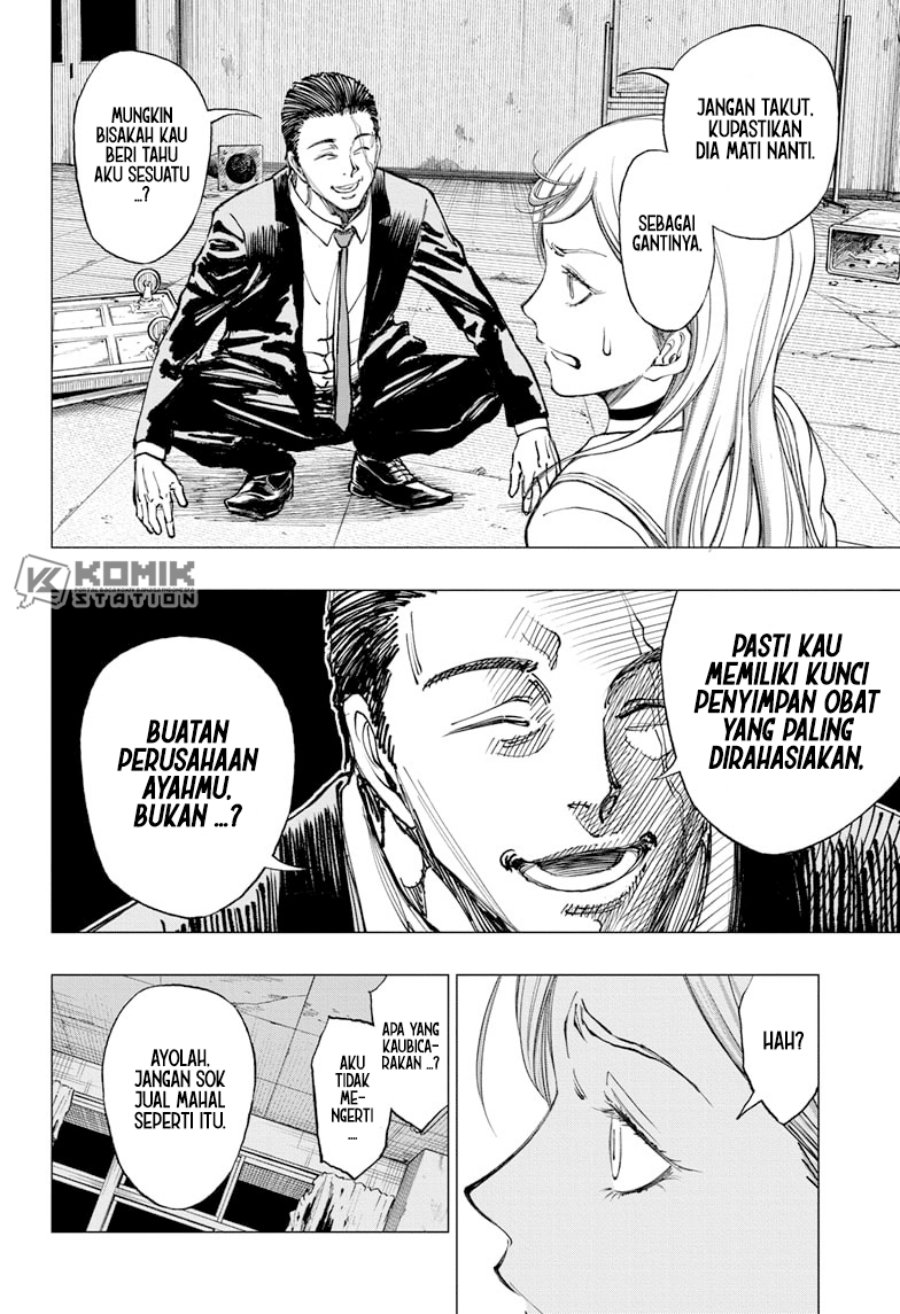 JANGAN TAKUT.
KUPASTIKAN
DIA MATI NANTI.
SEBAGAI
GANTINYA,
MUNGKIN
BISAKAH KAU
BERI TAHU
AKU SESUATU
...?
KOMIK
STATION
PASTI KAU
MEMILIKI KUNCI
PENYIMPAN OBAT
YANG PALING
DIRAHASIAKAN,
BUATAN
PERUSAHAAN
AYAHMU,
BUKAN ...?
HAH?
APA YANG
KAUBICA-
RAKAN ...?
AKU
TIDAK
ME-
NGERTI
....
AYOLAH,
JANGAN SOK
JUAL MAHAL
SEPERTI ITU.